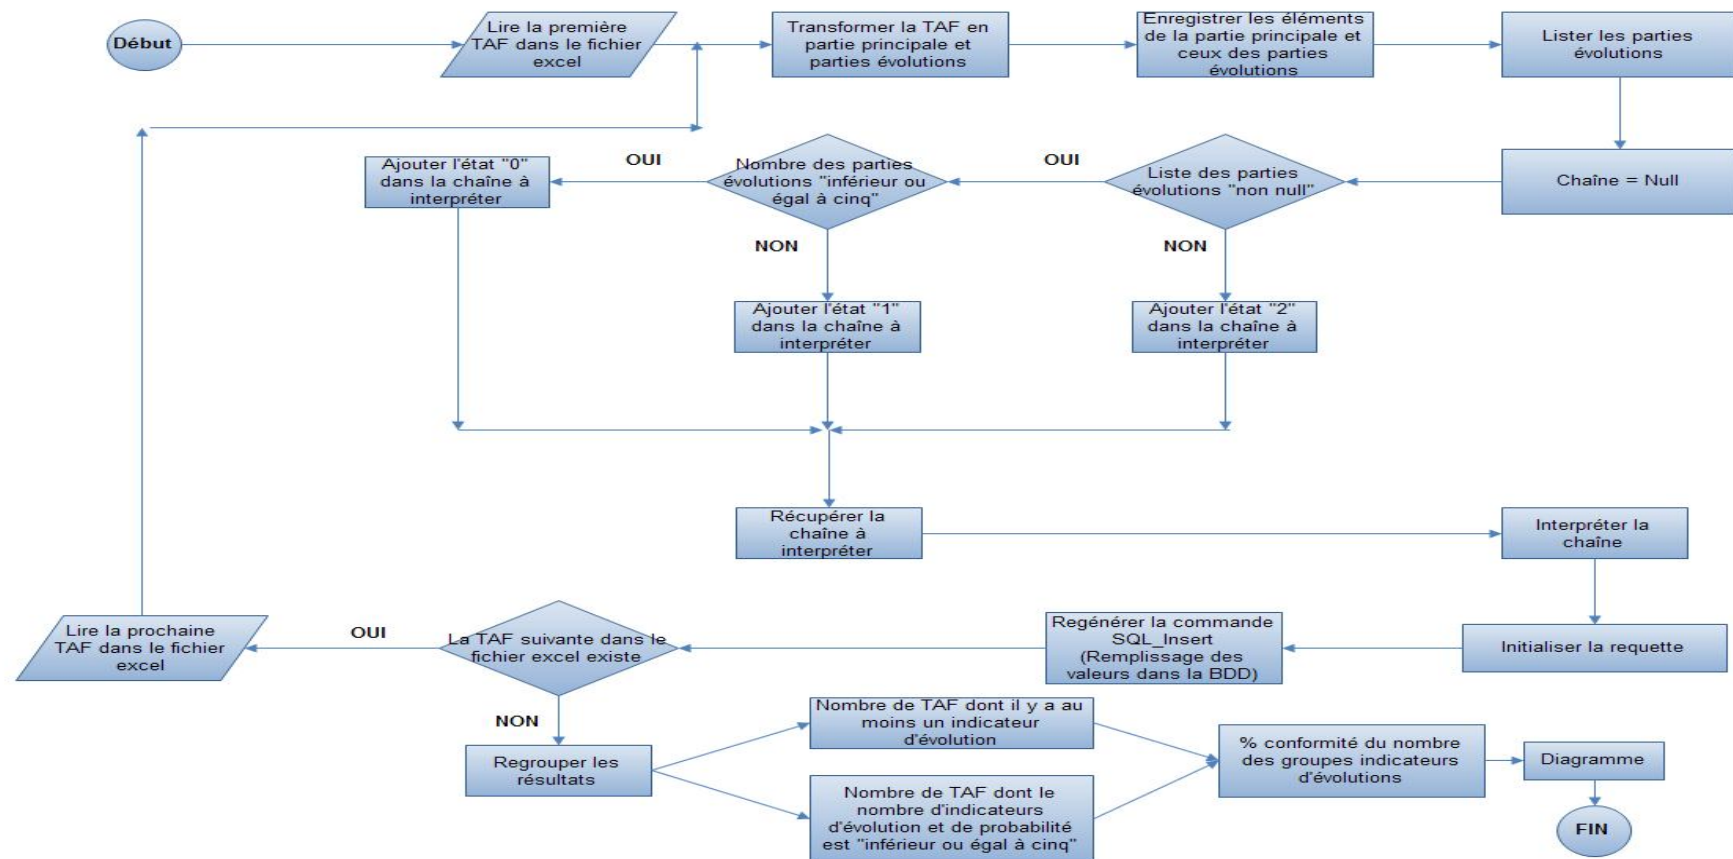 Début
Lire la première
TAF dans le fichier
excel
Transformer la TAF en
partie principale et
parties évolutions
Enregistrer les éléments
de la partie principale et
ceux des parties
évolutions
Lister les parties
évolutions
Chaîne = Null
Liste des parties
évolutions "non null"
OUI
NON
Nombre des parties
évolutions "inférieur ou
égal à cinq"
OUI
NON
Ajouter l'état "0"
dans la chaîne à
interpréter
Ajouter l'état "1"
dans la chaîne à
interpréter
Ajouter l'état "2"
dans la chaîne à
interpréter
Récupérer la
chaîne à
interpréter
Interpréter la
chaîne
Initialiser la requette
Regénérer la commande
SQL_Insert
(Remplissage des
valeurs dans la BDD)
La TAF suivante dans le
fichier excel existe
OUI
NON
Lire la prochaine
TAF dans le fichier
excel
Regrouper les
résultats
Nombre de TAF dont il y a au
moins un indicateur
d'évolution
Nombre de TAF dont le
nombre d'indicateurs
d'évolution et de probabilité
est "inférieur ou égal à cinq"
% conformité du nombre
des groupes indicateurs
d'évolutions
Diagramme
FIN